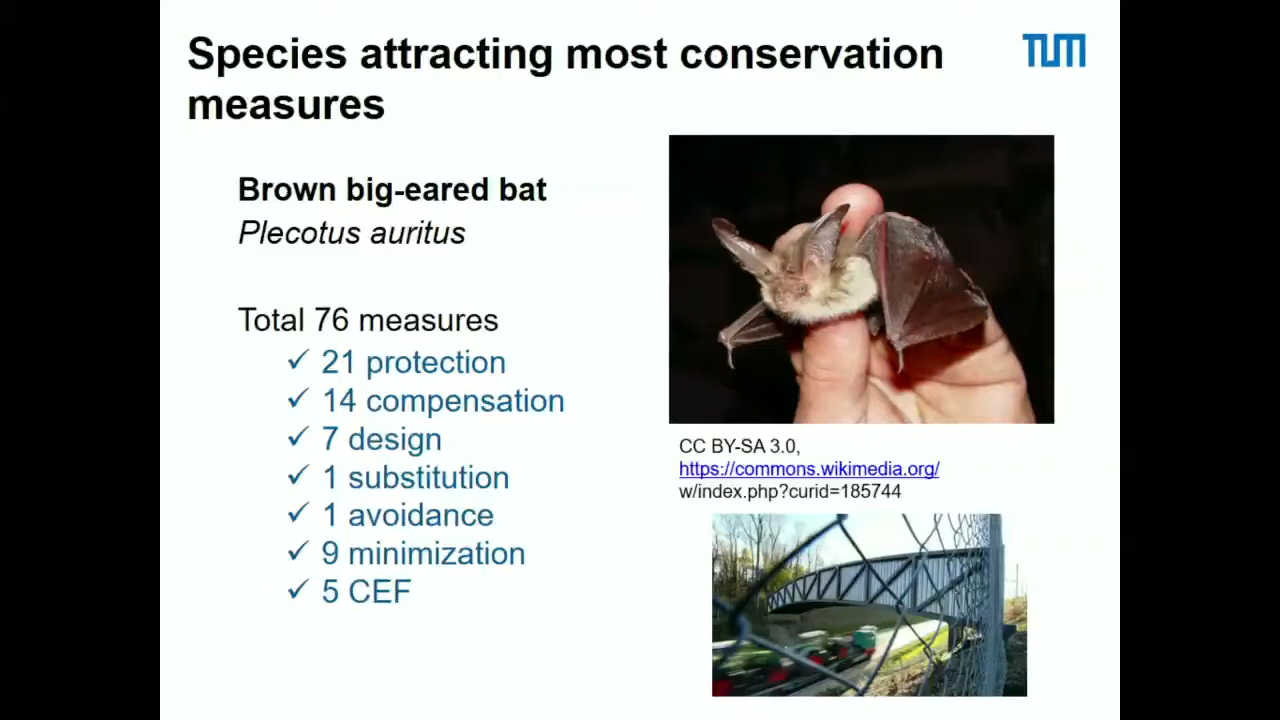 Species attracting most conservation
measures
TUM
Brown big-eared bat
Plecotus auritus
Total 76 measures
✓ 21 protection
✓ 14 compensation
✓ 7 design
✓ 1 substitution
✓ 1 avoidance
✓ 9 minimization
✓ 5 CEF
CC BY-SA 3.0,
https://commons.wikimedia.org/
w/index.php?curid=185744